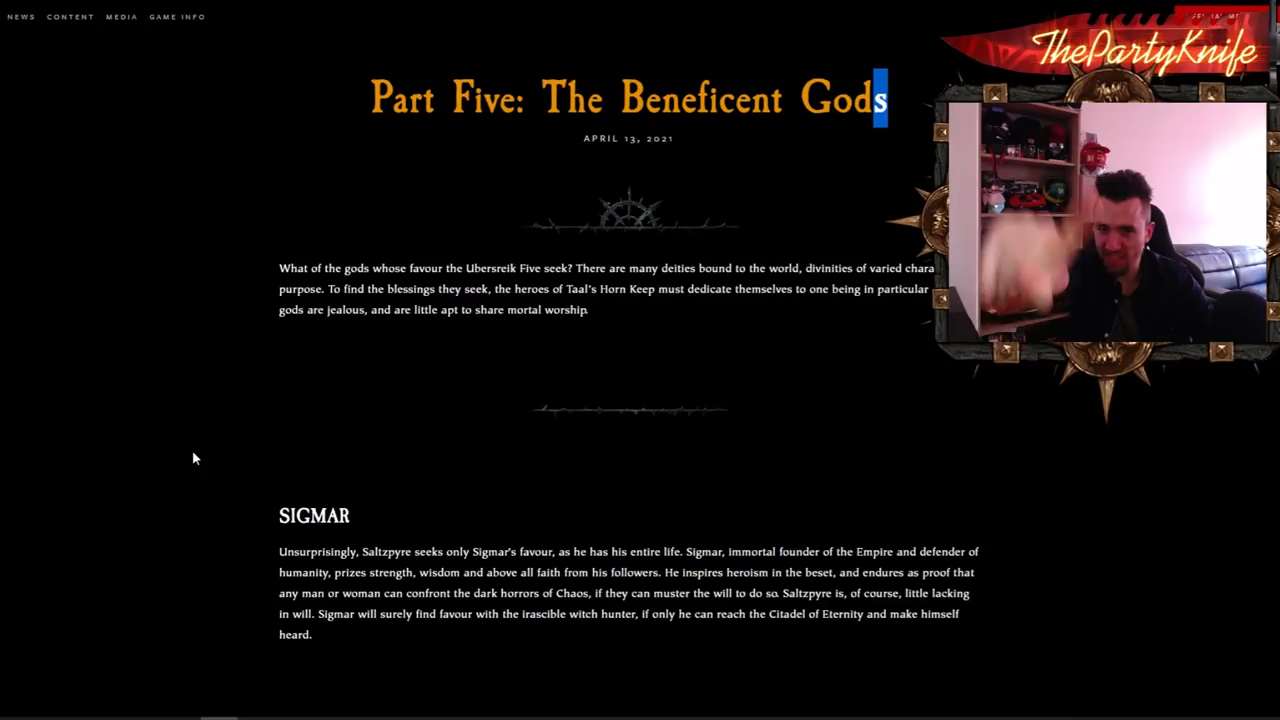 NEWS CONTENT MEDIA GAME INFO
ThePartyKnife
Part Five: The Beneficent Gods
APRIL 13, 2021
What of the gods whose favour the Ubersreik Five seek? There are many deities bound to the world, divinities of varied chara
purpose. To find the blessings they seek, the heroes of Taal's Horn Keep must dedicate themselves to one being in particular
gods are jealous, and are little apt to share mortal worship.
SIGMAR
Unsurprisingly, Saltzpyre seeks only Sigmar's favour, as he has his entire life. Sigmar, immortal founder of the Empire and defender of
humanity, prizes strength, wisdom and above all faith from his followers. He inspires heroism in the beset, and endures as proof that
any man or woman can confront the dark horrors of Chaos, if they can muster the will to do so. Saltzpyre is, of course, little lacking
in will. Sigmar will surely find favour with the irascible witch hunter, if only he can reach the Citadel of Eternity and make himself
heard.